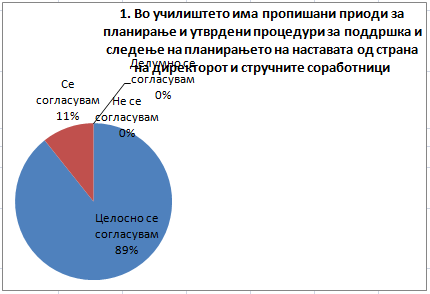 1. Во училиштето има пропишани приоди за
планирање и утврдени процедури за поддршка и
следење на планирањето на наставата од страна
на директорот и стручните соработници
Делумно се
согласувам
0%
Се
согласувам
11%
Не се
согласувам
0%
Целосно се
согласувам
89%